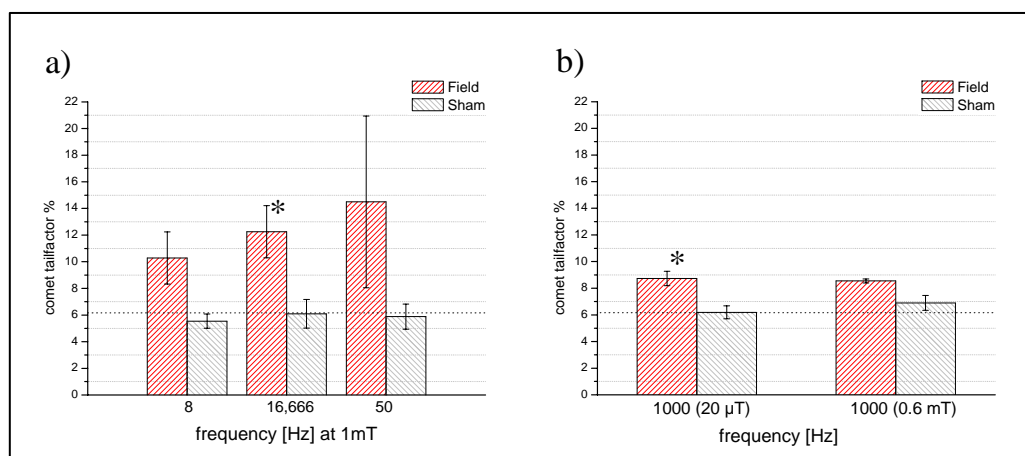 a)
Field
Sham
22
20
18
16
14
12
10
8
6
4
2
0
comet tailfactor %
*
8 16,666 50
frequency [Hz] at 1mT
b)
Field
Sham
22
20
18
16
14
12
10
8
6
4
2
0
comet tailfactor %
*
1000 (20 µT) 1000 (0.6 mT)
frequency [Hz]